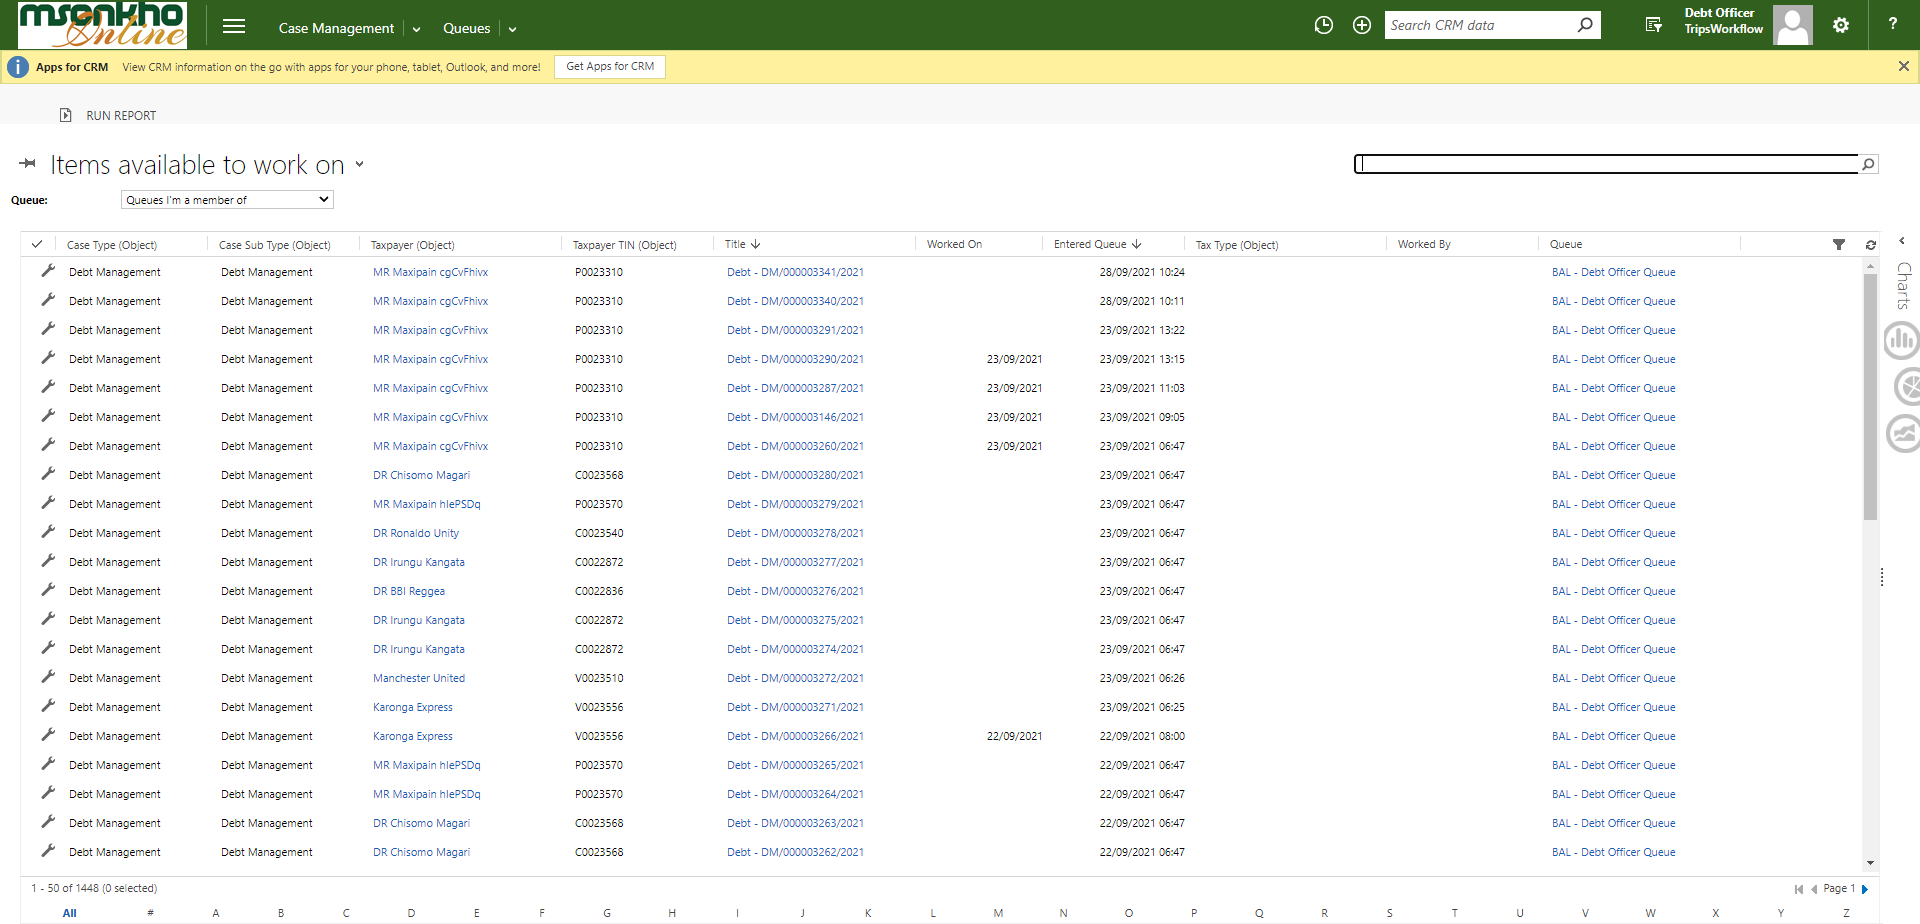 msonkho
Online
Case Management
Queues
Search CRM data
Debt Officer
TripsWorkflow
?
Apps for CRM View CRM information on the go with apps for your phone, tablet, Outlook, and more! Get Apps for CRM
RUN REPORT
Items available to work on
Queue: Queues I'm a member of
Case Type (Object) Case Sub Type (Object) Taxpayer (Object) Taxpayer TIN (Object) Title Worked On Entered Queue Tax Type (Object) Worked By Queue
Debt Management Debt Management MR Maxipain cgCvFhivx P0023310 Debt - DM/000003341/2021 28/09/2021 10:24 BAL - Debt Officer Queue
Debt Management Debt Management MR Maxipain cgCvFhivx P0023310 Debt - DM/000003340/2021 28/09/2021 10:11 BAL - Debt Officer Queue
Debt Management Debt Management MR Maxipain cgCvFhivx P0023310 Debt - DM/000003291/2021 23/09/2021 13:22 BAL - Debt Officer Queue
Debt Management Debt Management MR Maxipain cgCvFhivx P0023310 Debt - DM/000003290/2021 23/09/2021 23/09/2021 13:15 BAL - Debt Officer Queue
Debt Management Debt Management MR Maxipain cgCvFhivx P0023310 Debt - DM/000003287/2021 23/09/2021 23/09/2021 11:03 BAL - Debt Officer Queue
Debt Management Debt Management MR Maxipain cgCvFhivx P0023310 Debt - DM/000003146/2021 23/09/2021 23/09/2021 09:05 BAL - Debt Officer Queue
Debt Management Debt Management MR Maxipain cgCvFhivx P0023310 Debt - DM/000003260/2021 23/09/2021 23/09/2021 06:47 BAL - Debt Officer Queue
Debt Management Debt Management DR Chisomo Magari C0023568 Debt - DM/000003280/2021 23/09/2021 06:47 BAL - Debt Officer Queue
Debt Management Debt Management MR Maxipain hlePSDq P0023570 Debt - DM/000003279/2021 23/09/2021 06:47 BAL - Debt Officer Queue
Debt Management Debt Management DR Ronaldo Unity C0023540 Debt - DM/000003278/2021 23/09/2021 06:47 BAL - Debt Officer Queue
Debt Management Debt Management DR Irungu Kangata C0022872 Debt - DM/000003277/2021 23/09/2021 06:47 BAL - Debt Officer Queue
Debt Management Debt Management DR BBI Reggea C0022836 Debt - DM/000003276/2021 23/09/2021 06:47 BAL - Debt Officer Queue
Debt Management Debt Management DR Irungu Kangata C0022872 Debt - DM/000003275/2021 23/09/2021 06:47 BAL - Debt Officer Queue
Debt Management Debt Management DR Irungu Kangata C0022872 Debt - DM/000003274/2021 23/09/2021 06:47 BAL - Debt Officer Queue
Debt Management Debt Management Manchester United V0023510 Debt - DM/000003272/2021 23/09/2021 06:26 BAL - Debt Officer Queue
Debt Management Debt Management Karonga Express V0023556 Debt - DM/000003271/2021 23/09/2021 06:25 BAL - Debt Officer Queue
Debt Management Debt Management Karonga Express V0023556 Debt - DM/000003266/2021 22/09/2021 22/09/2021 08:00 BAL - Debt Officer Queue
Debt Management Debt Management MR Maxipain hlePSDq P0023570 Debt - DM/000003265/2021 22/09/2021 06:47 BAL - Debt Officer Queue
Debt Management Debt Management MR Maxipain hlePSDq P0023570 Debt - DM/000003264/2021 22/09/2021 06:47 BAL - Debt Officer Queue
Debt Management Debt Management DR Chisomo Magari C0023568 Debt - DM/000003263/2021 22/09/2021 06:47 BAL - Debt Officer Queue
Debt Management Debt Management DR Chisomo Magari C0023568 Debt - DM/000003262/2021 22/09/2021 06:47 BAL - Debt Officer Queue
Charts
1 - 50 of 1448 (0 selected) Page 1
All # A B C D E F G H I J K L M N O P Q R S T U V W X Y Z